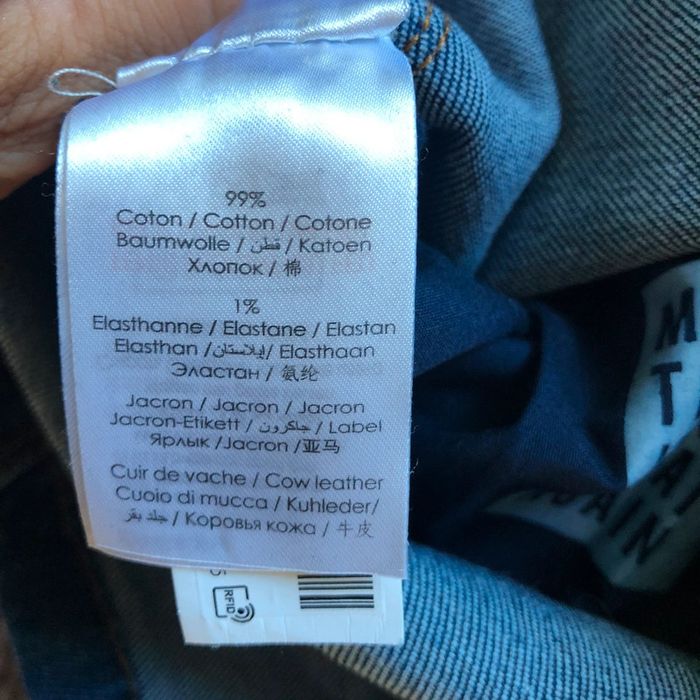 99%
Coton / Cotton / Cotone
Baumwolle / قطن / Katoen
Хлопок / 棉
1%
Elasthanne / Elastane / Elastan
Elasthan / إيلاستان / Elasthaan
Эластан / 氨纶
Jacron / Jacron / Jacron
Jacron-Etikett / جاكرون / Label
Ярлык /Jacron /亚马
Cuir de vache / Cow leather
Cuoio di mucca / Kuhleder/
جلد بقر / Коровья кожа / 牛皮
RFID
M
T